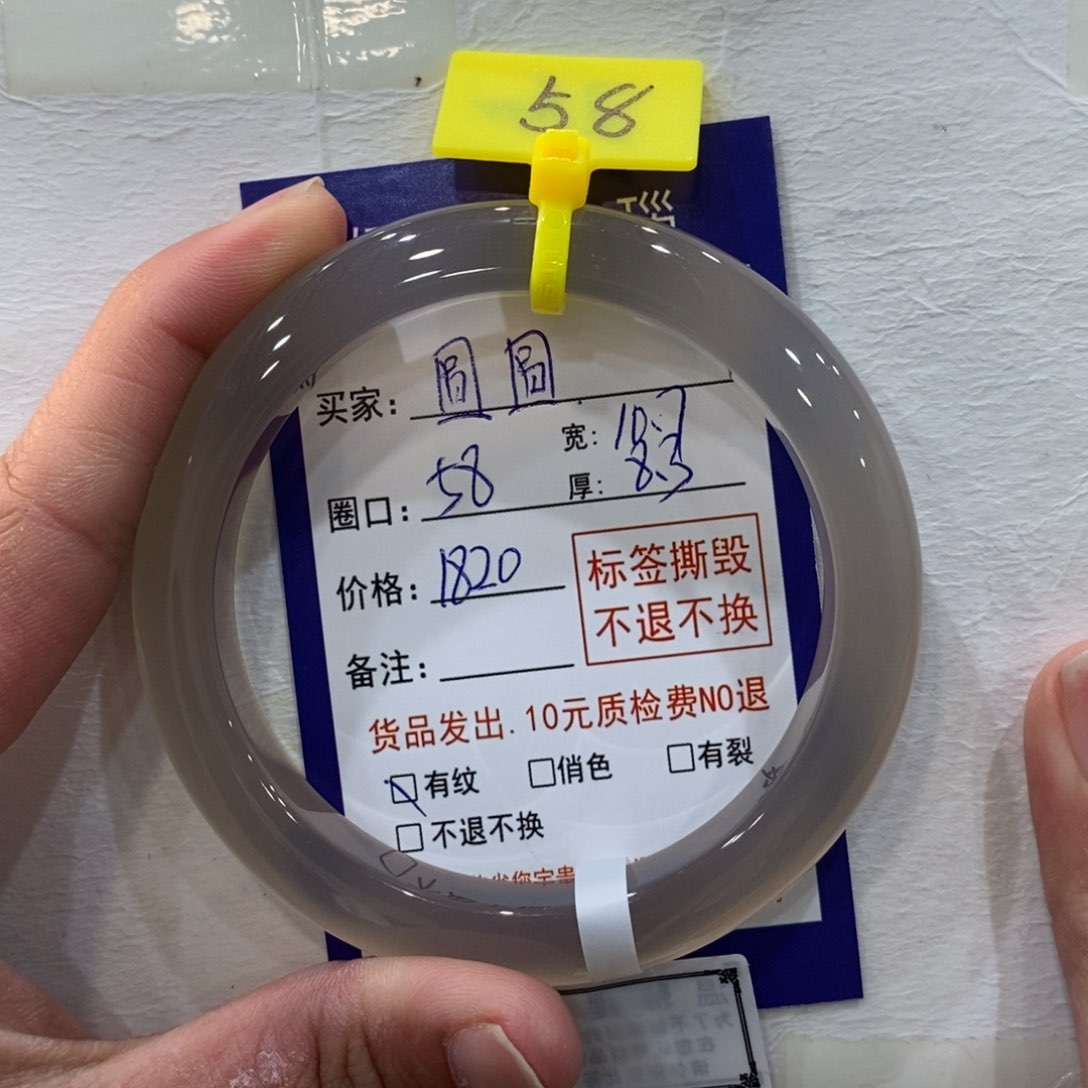 58
买家: 圆圆
圈口: 58 宽:
厚: 8.3
价格: 1820
标签撕毁
不退不换
备注:
货品发出.10元质检费NO退
有纹 俏色 有裂
不退不换